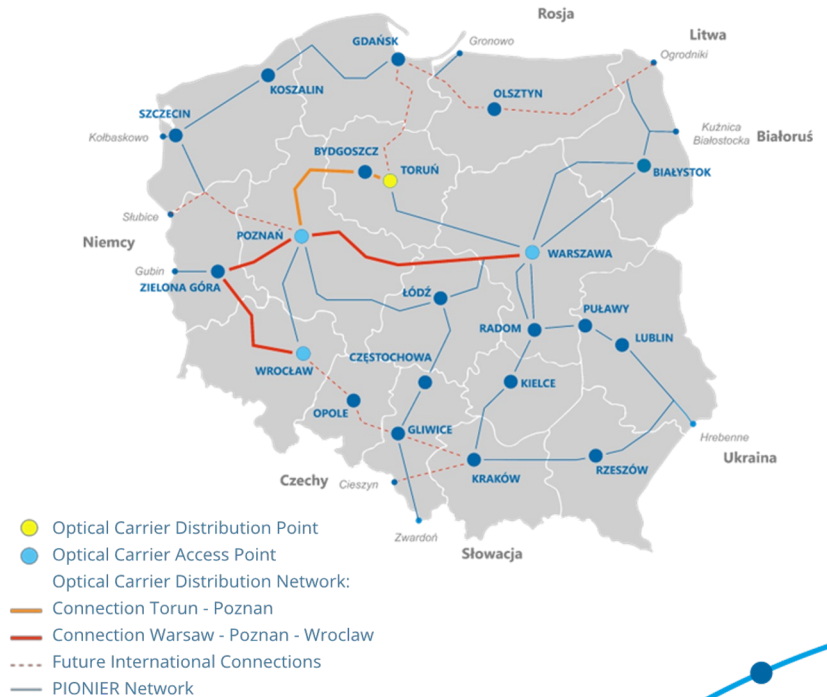 Rosja
GDAŃSK
Gronowo
Litwa
Ogrodniki
KOSZALIN
OLSZTYN
SZCZECIN
Kołbaskowo
Kuźnica
Białostocka
Białoruś
BYDGOSZCZ
TORUŃ
BIAŁYSTOK
Słubice
POZNAŃ
Niemcy
WARSZAWA
Gubin
ZIELONA GÓRA
ŁÓDŹ
PUŁAWY
RADOM
LUBLIN
CZĘSTOCHOWA
WROCŁAW
KIELCE
OPOLE
GLIWICE
Hrebenne
Ukraina
Czechy
Cieszyn
KRAKÓW
RZESZÓW
Zwardoń
Słowacja
Optical Carrier Distribution Point
Optical Carrier Access Point
Optical Carrier Distribution Network:
Connection Torun - Poznan
Connection Warsaw - Poznan - Wroclaw
Future International Connections
PIONIER Network